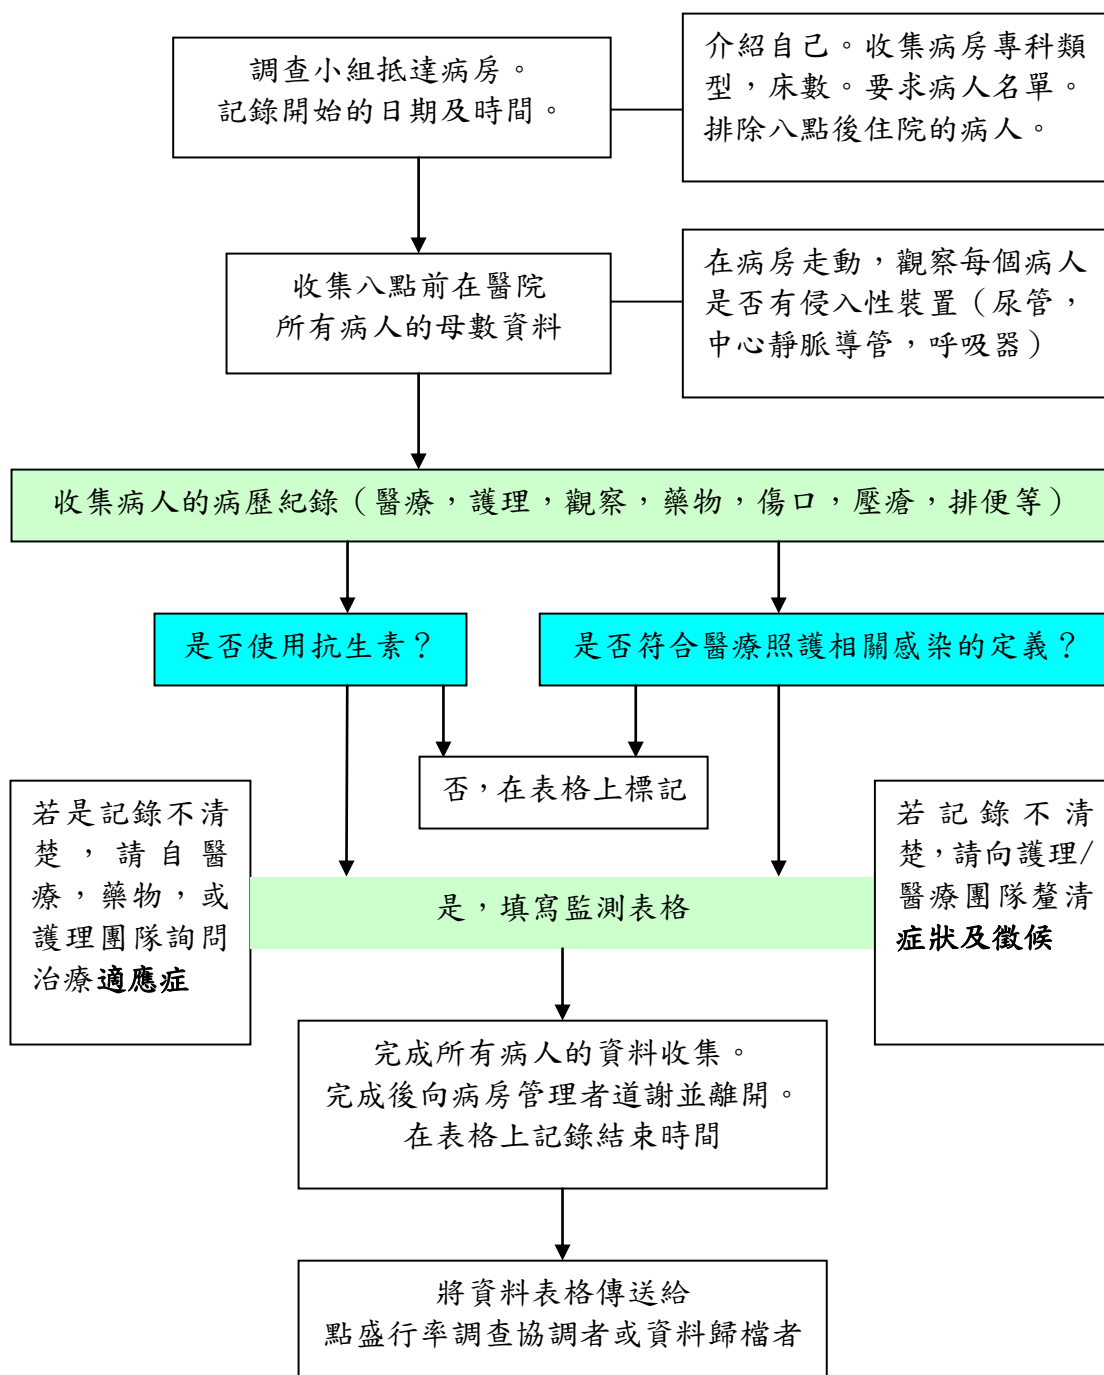 調查小組抵達病房。
記錄開始的日期及時間。
介紹自己。收集病房專科類
型，床數。要求病人名單。
排除八點後住院的病人。
收集八點前在醫院
所有病人的母數資料
在病房走動，觀察每個病人
是否有侵入性裝置（尿管，
中心靜脈導管，呼吸器）
收集病人的病歷紀錄（醫療，護理，觀察，藥物，傷口，壓瘡，排便等）
是否使用抗生素？
是否符合醫療照護相關感染的定義？
否，在表格上標記
若是記錄不清
楚，請自醫
療，藥物，或
護理團隊詢問
治療適應症
若記錄不清
楚，請向護理/
醫療團隊釐清
症狀及徵候
是，填寫監測表格
完成所有病人的資料收集。
完成後向病房管理者道謝並離開。
在表格上記錄結束時間
將資料表格傳送給
點盛行率調查協調者或資料歸檔者